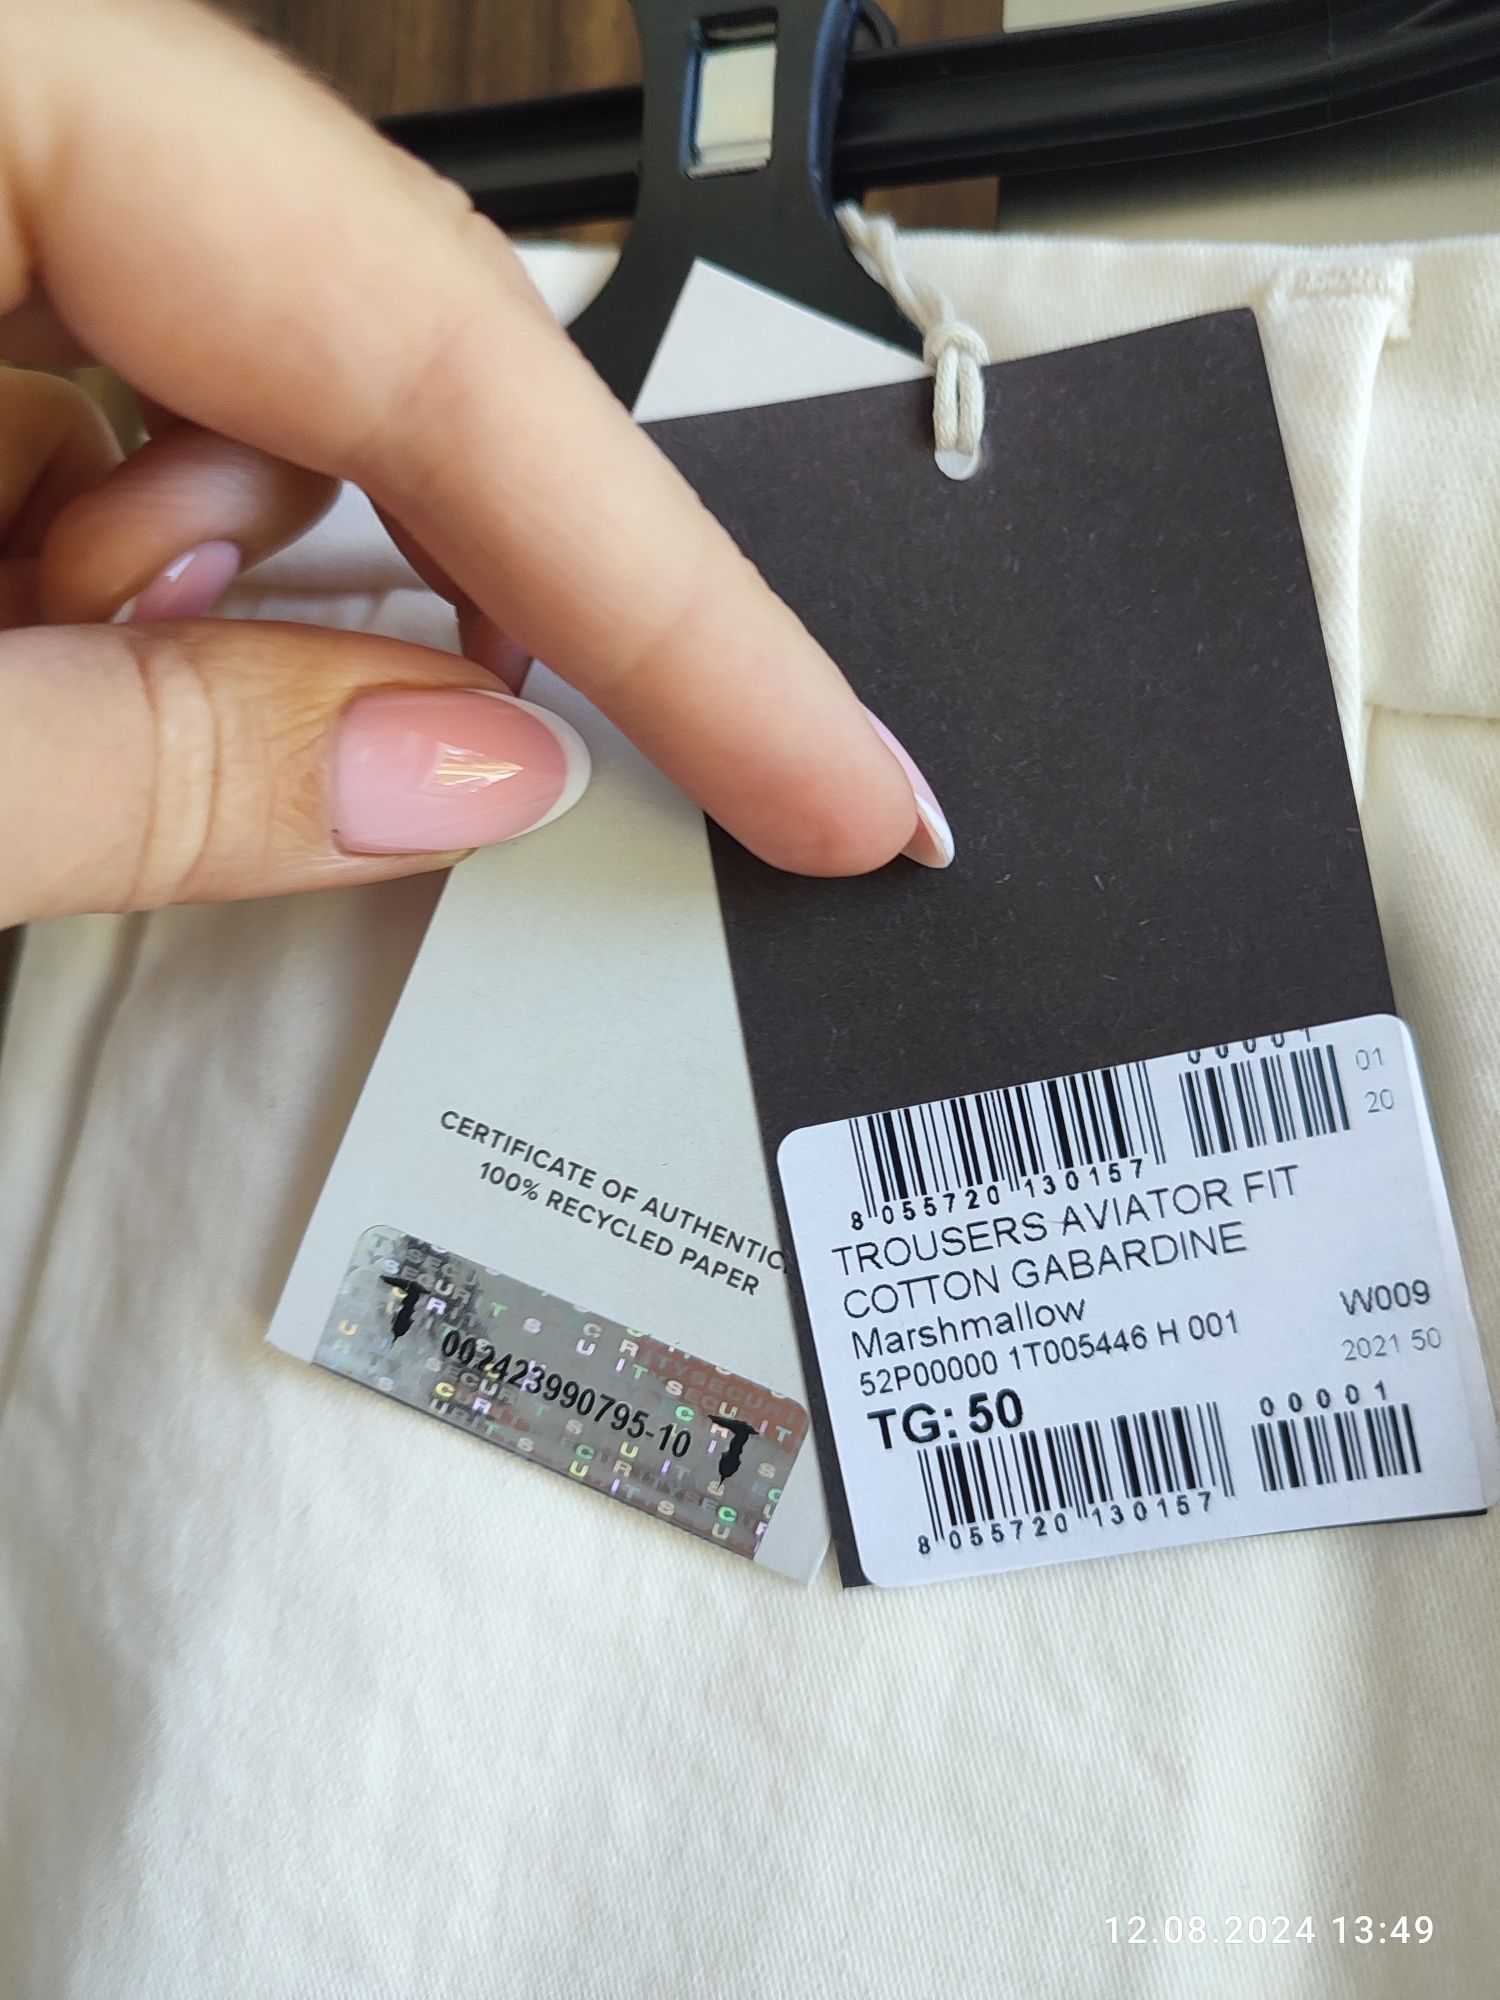 CERTIFICATE OF AUTHENTIC
100% RECYCLED PAPER
002423990795-10
00001
01
20
8 055720 130157
TROUSERS AVIATOR FIT
COTTON GABARDINE
Marshmallow
W009
52P00000 1T005446 H 001
2021 50
TG: 50
00001
8 055720 130157
12.08.2024 13:49